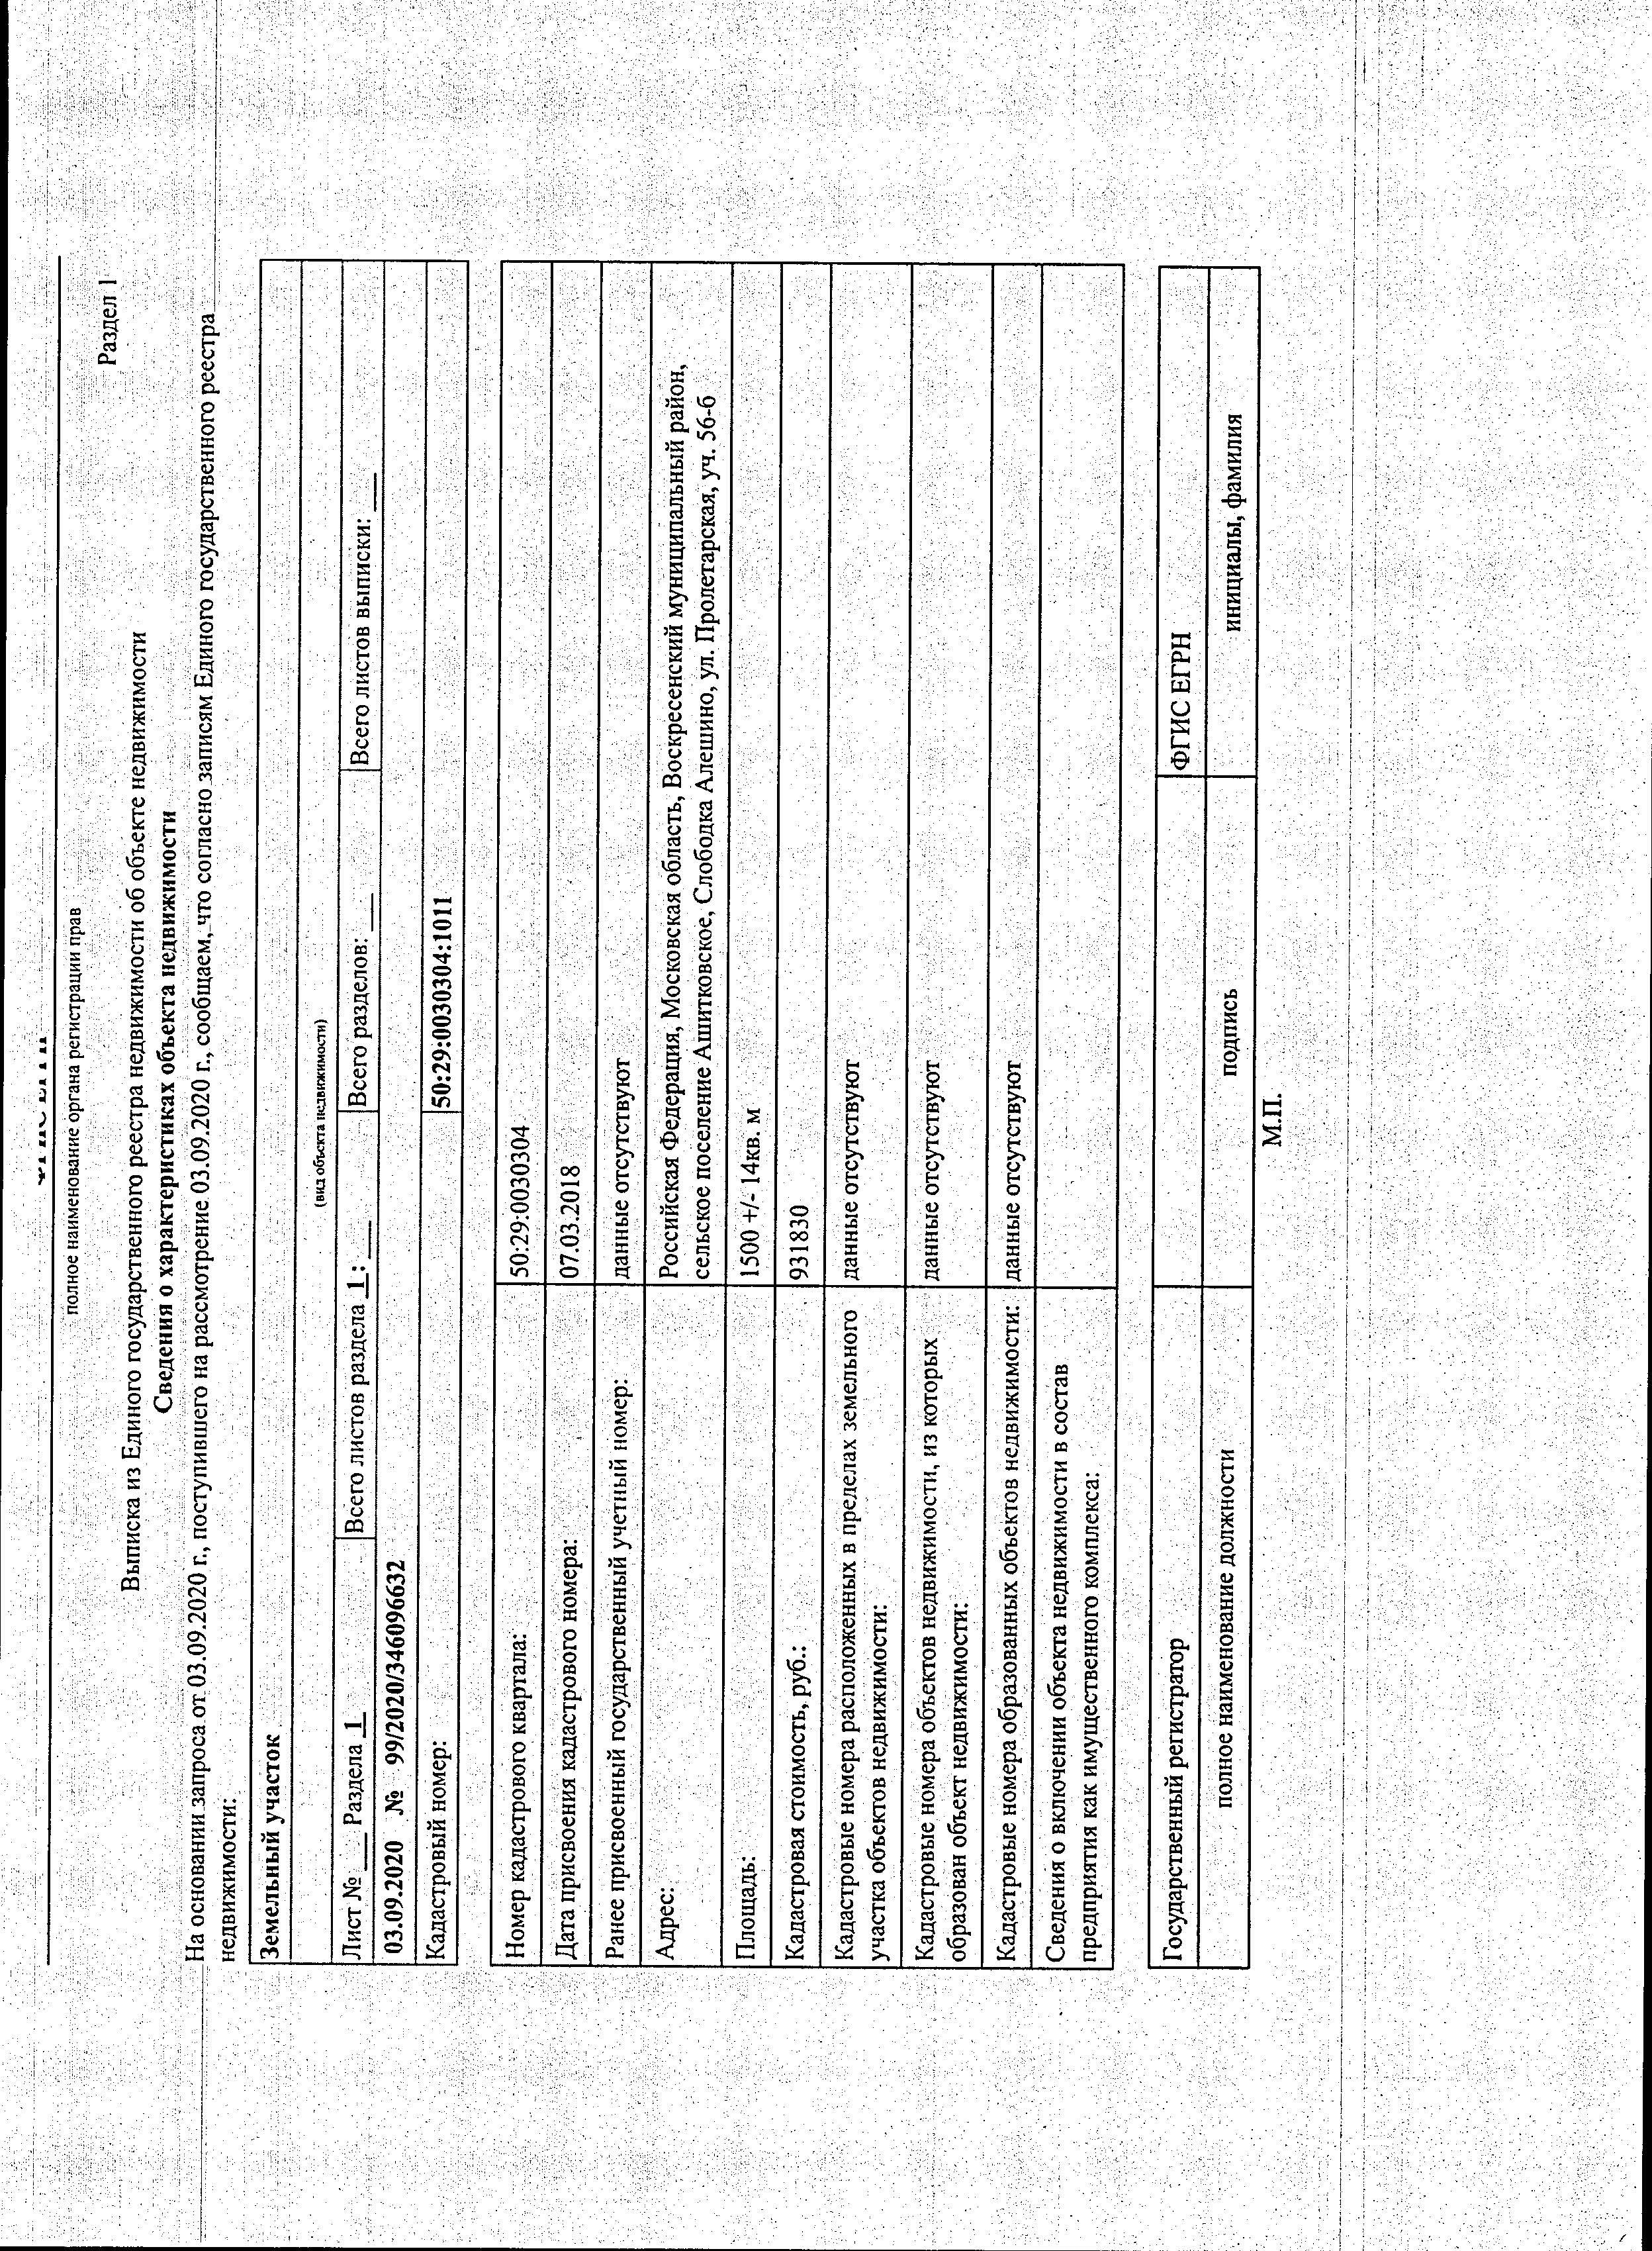 полное наименование органа регистрации прав
Раздел 1
Выписка из Единого государственного реестра недвижимости об объекте недвижимости
Сведения о характеристиках объекта недвижимости
На основании запроса от 03.09.2020 г., поступившего на рассмотрение 03.09.2020 г., сообщаем, что согласно записям Единого государственного реестра
недвижимости:
Земельный участок
(вид объекта недвижимости)
Лист № ___ Раздела 1 Всего листов раздела 1 : ___ Всего разделов: ___ Всего листов выписки: ___
03.09.2020 № 99/2020/346096632
Кадастровый номер: 50:29:0030304:1011
Номер кадастрового квартала: 50:29:0030304
Дата присвоения кадастрового номера: 07.03.2018
Ранее присвоенный государственный учетный номер: данные отсутствуют
Адрес: Российская Федерация, Московская область, Воскресенский муниципальный район,
сельское поселение Ашитковское, Слободка Алешино, ул. Пролетарская, уч. 56-б
Площадь: 1500 +/- 14кв. м
Кадастровая стоимость, руб.: 931830
Кадастровые номера расположенных в пределах земельного данные отсутствуют
участка объектов недвижимости:
Кадастровые номера объектов недвижимости, из которых данные отсутствуют
образован объект недвижимости:
Кадастровые номера образованных объектов недвижимости: данные отсутствуют
Сведения о включении объекта недвижимости в состав
предприятия как имущественного комплекса:
Государственный регистратор ФГИС ЕГРН
полное наименование должности подпись инициалы, фамилия
М.П.